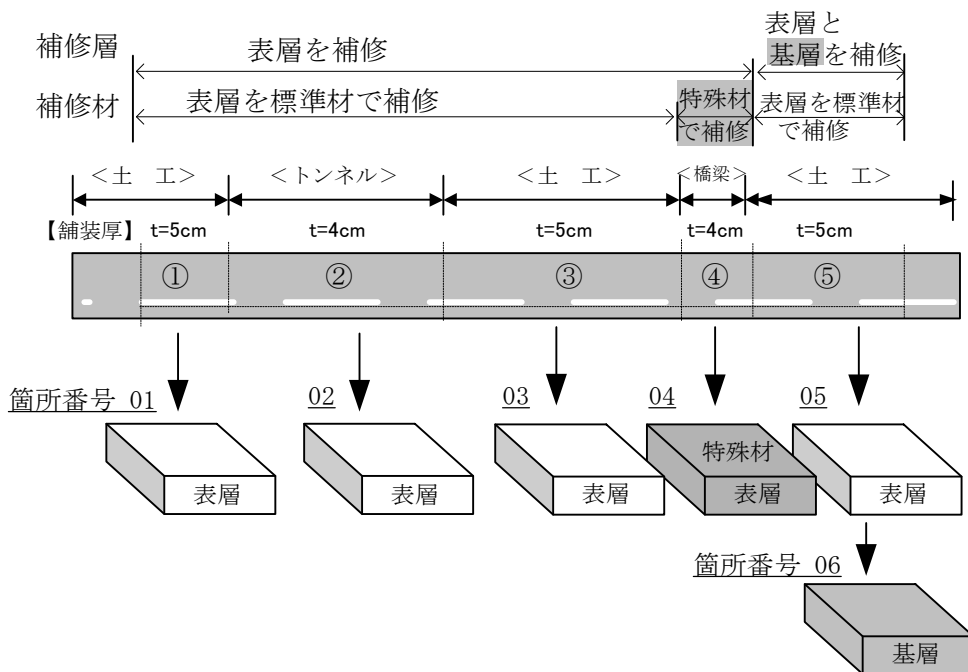 表層と
補修層
表層を補修
基層を補修
補修材
表層を標準材で補修
特殊材
で補修
表層を標準材
で補修
＜土　工＞
＜トンネル＞
＜土　工＞
＜橋梁＞
＜土　工＞
【舗装厚】
t=5cm
t=4cm
t=5cm
t=4cm
t=5cm
①
②
③
④
⑤
箇所番号 01
02
03
04
05
特殊材
表層
表層
表層
表層
表層
箇所番号 06
基層